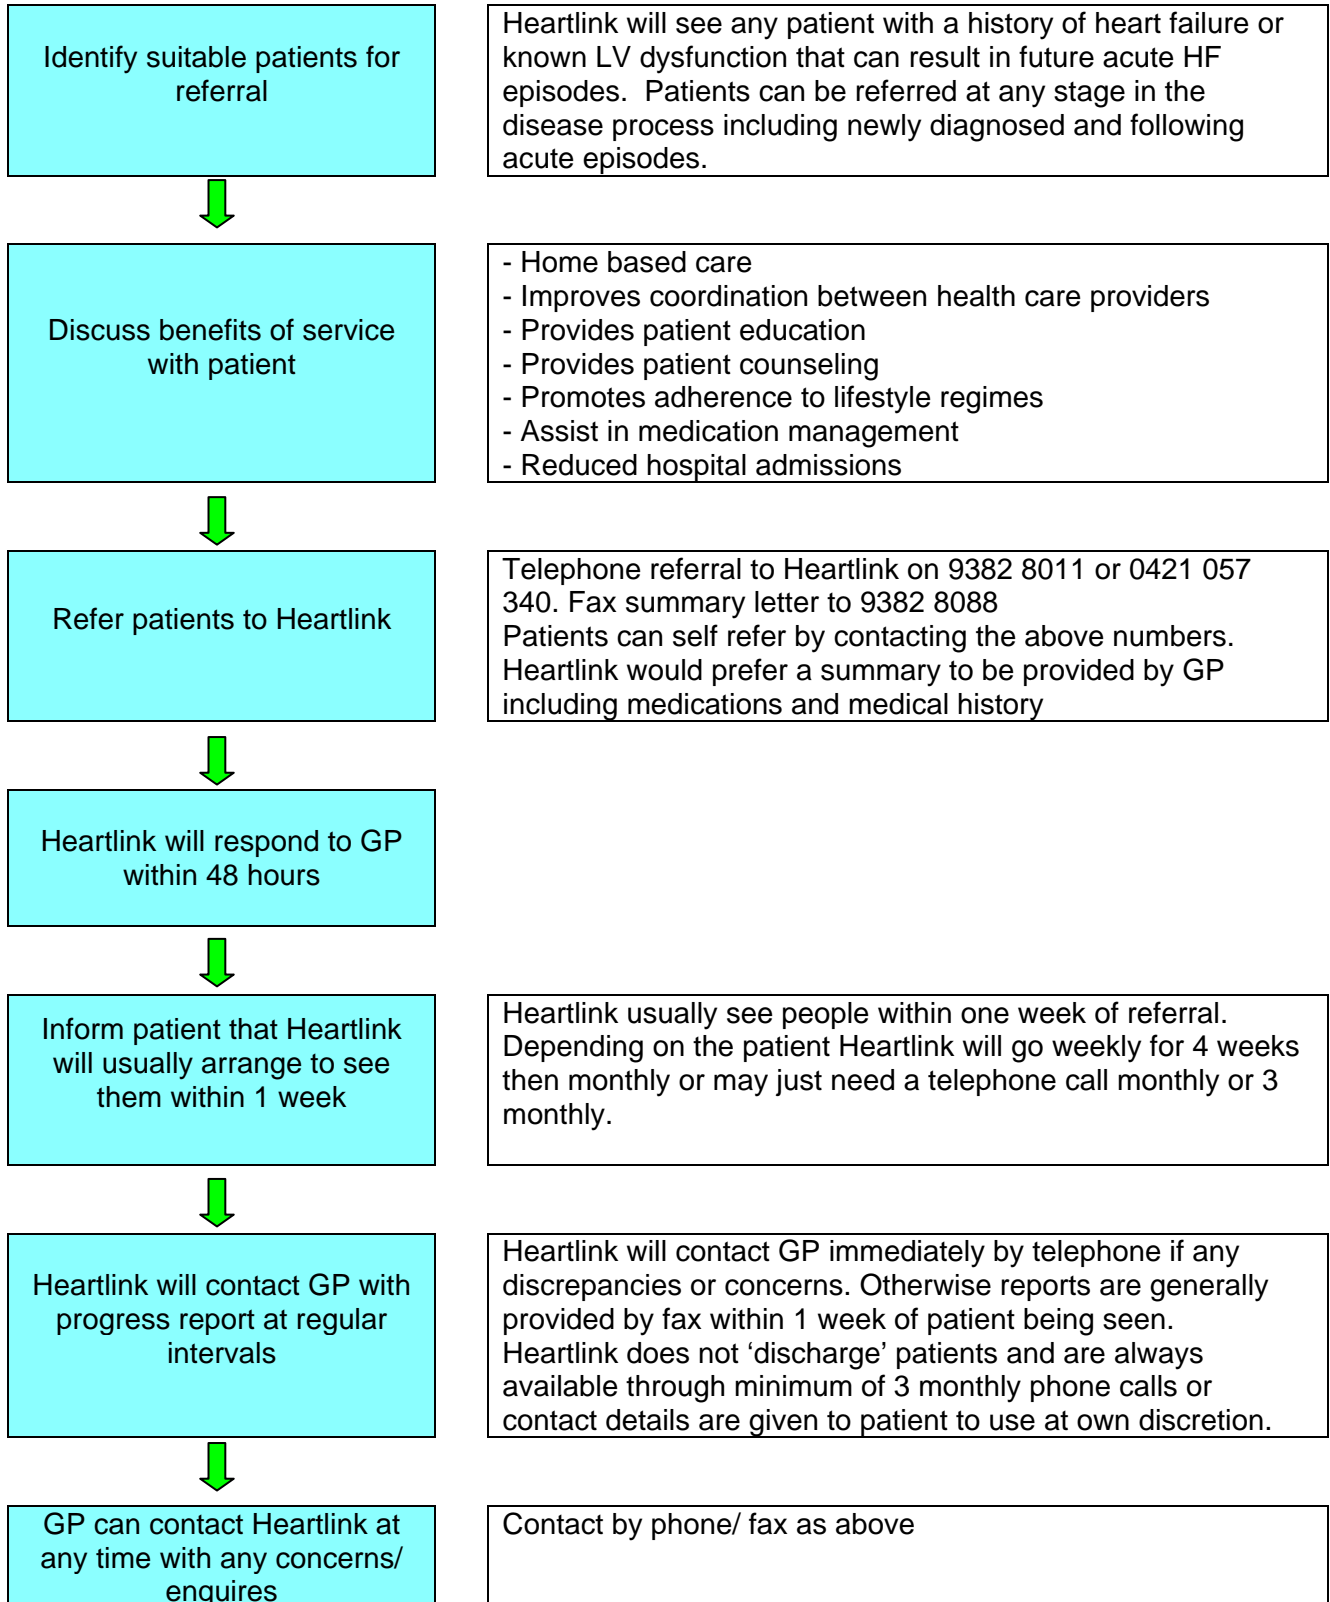 Identify suitable patients for
referral
Heartlink will see any patient with a history of heart failure or
known LV dysfunction that can result in future acute HF
episodes.  Patients can be referred at any stage in the
disease process including newly diagnosed and following
acute episodes.
Discuss benefits of service
with patient
- Home based care
- Improves coordination between health care providers
- Provides patient education
- Provides patient counseling
- Promotes adherence to lifestyle regimes
- Assist in medication management
- Reduced hospital admissions
Refer patients to Heartlink
Telephone referral to Heartlink on 9382 8011 or 0421 057
340. Fax summary letter to 9382 8088
Patients can self refer by contacting the above numbers.
Heartlink would prefer a summary to be provided by GP
including medications and medical history
Heartlink will respond to GP
within 48 hours
Inform patient that Heartlink
will usually arrange to see
them within 1 week
Heartlink usually see people within one week of referral.
Depending on the patient Heartlink will go weekly for 4 weeks
then monthly or may just need a telephone call monthly or 3
monthly.
Heartlink will contact GP with
progress report at regular
intervals
Heartlink will contact GP immediately by telephone if any
discrepancies or concerns. Otherwise reports are generally
provided by fax within 1 week of patient being seen.
Heartlink does not ‘discharge’ patients and are always
available through minimum of 3 monthly phone calls or
contact details are given to patient to use at own discretion.
GP can contact Heartlink at
any time with any concerns/
enquires
Contact by phone/ fax as above